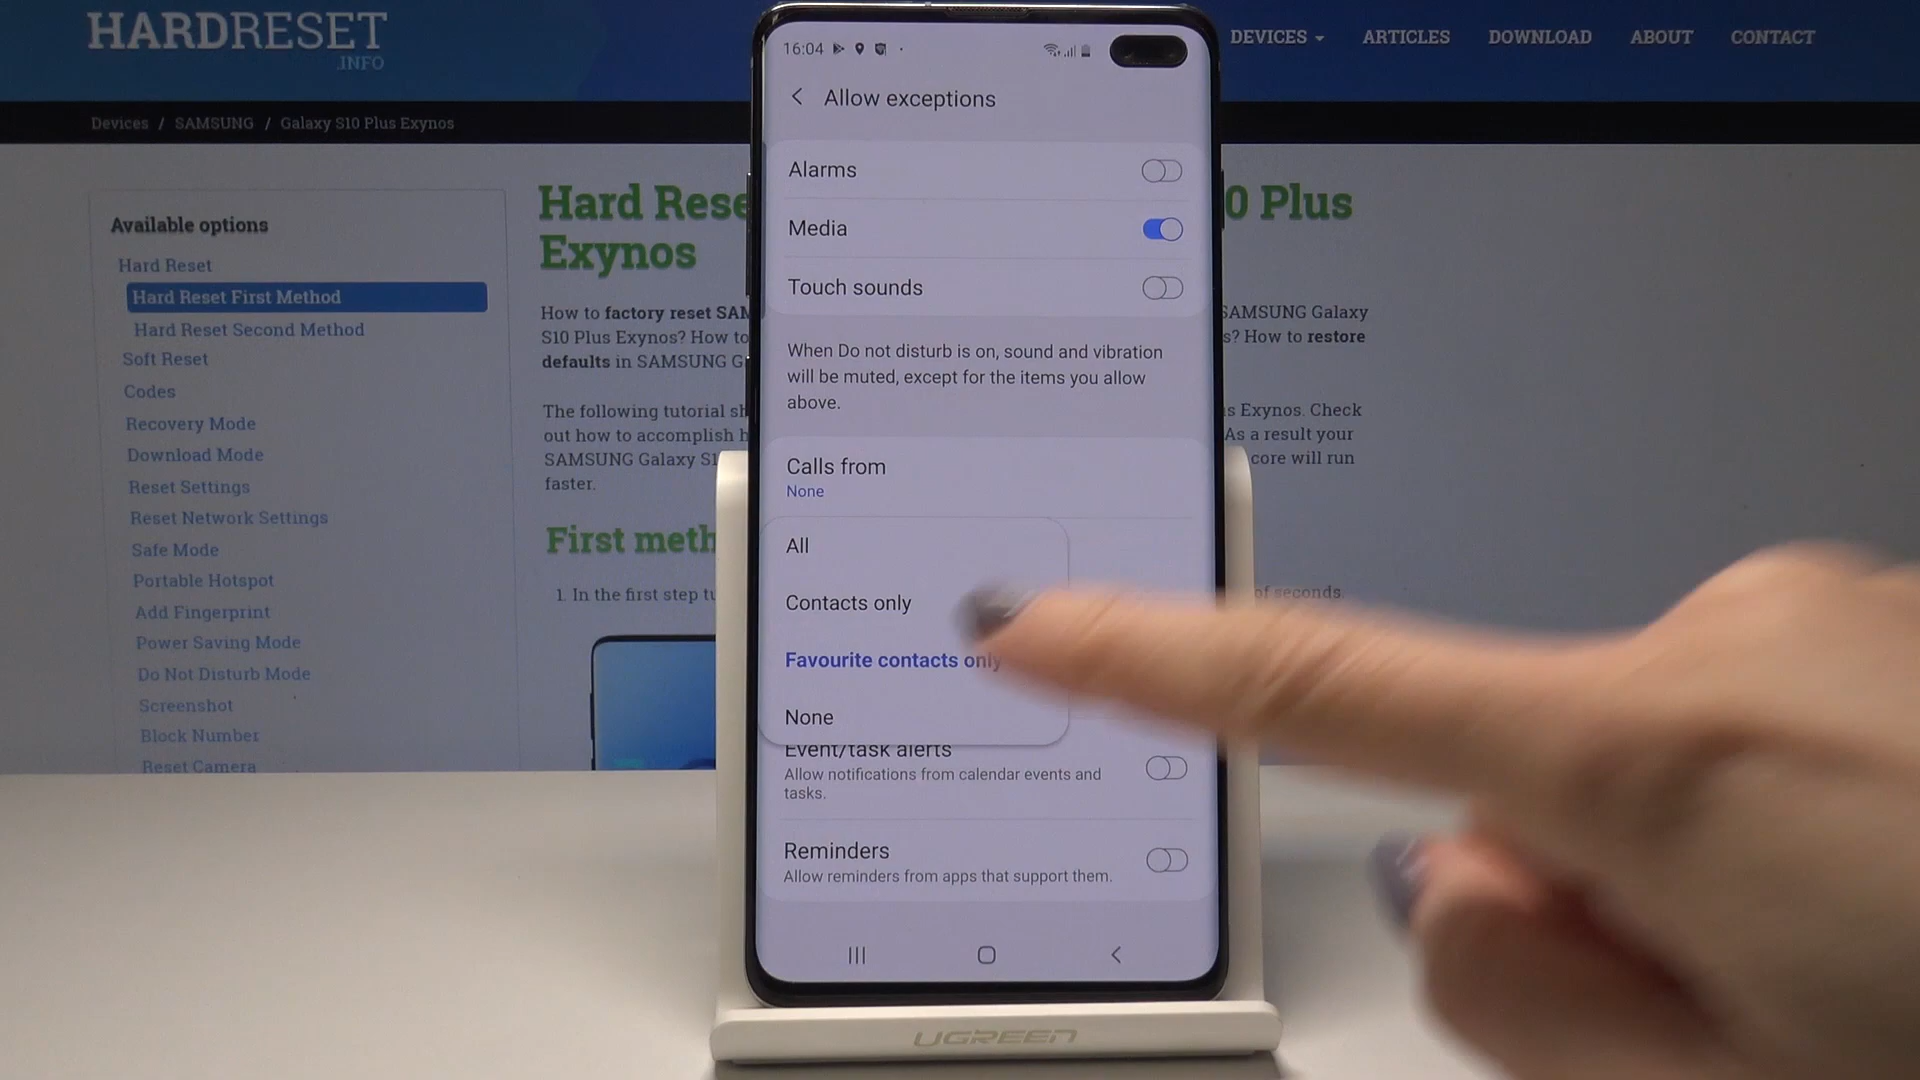 HARDRESET
.INFO
DEVICES
ARTICLES
DOWNLOAD
ABOUT
CONTACT
Devices / SAMSUNG / Galaxy S10 Plus Exynos
Available options
Hard Reset
Hard Reset First Method
Hard Reset Second Method
Soft Reset
Codes
Recovery Mode
Download Mode
Reset Settings
Reset Network Settings
Safe Mode
Portable Hotspot
Add Fingerprint
Power Saving Mode
Do Not Disturb Mode
Screenshot
Block Number
Reset Camera
Hard Rese 0 Plus
Exynos
How to factory reset SAM SAMSUNG Galaxy
S10 Plus Exynos? How to s? How to restore
defaults in SAMSUNG G
The following tutorial sh s Exynos. Check
out how to accomplish h As a result your
SAMSUNG Galaxy S1 core will run
faster.
First meth
1. In the first step tu of seconds.
16:04
Allow exceptions
Alarms
Media
Touch sounds
When Do not disturb is on, sound and vibration
will be muted, except for the items you allow
above.
Calls from
None
All
Contacts only
Favourite contacts only
None
Event/task alerts
Allow notifications from calendar events and
tasks.
Reminders
Allow reminders from apps that support them.
UGREEN